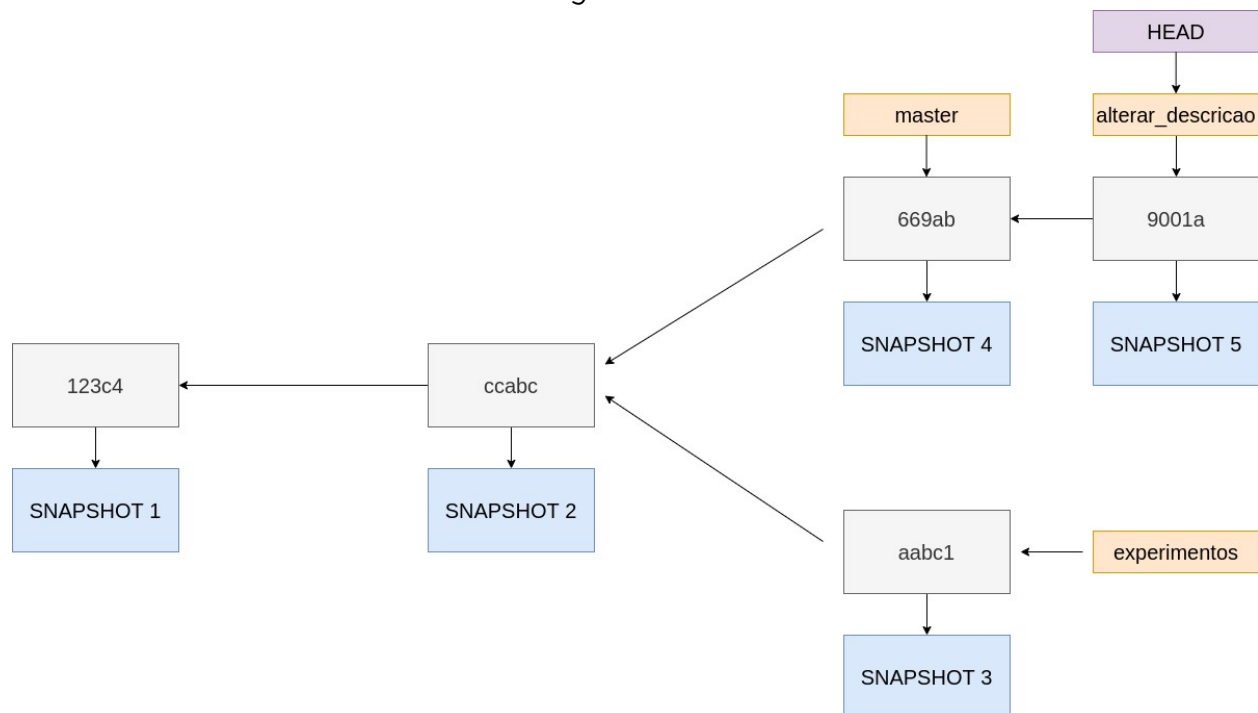 HEAD
master
alterar_descricao
669ab
9001a
SNAPSHOT 4
SNAPSHOT 5
123c4
ccabc
SNAPSHOT 1
SNAPSHOT 2
aabc1
experimentos
SNAPSHOT 3